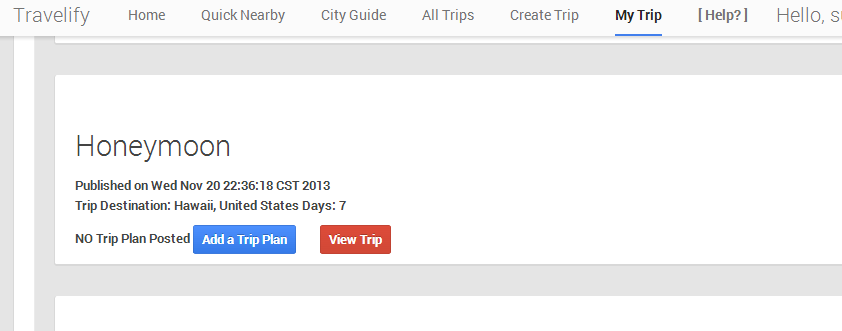 Travelify Home Quick Nearby City Guide All Trips Create Trip My Trip [ Help? ] Hello,
Honeymoon
Published on Wed Nov 20 22:36:18 CST 2013
Trip Destination: Hawaii, United States Days: 7
NO Trip Plan Posted Add a Trip Plan View Trip